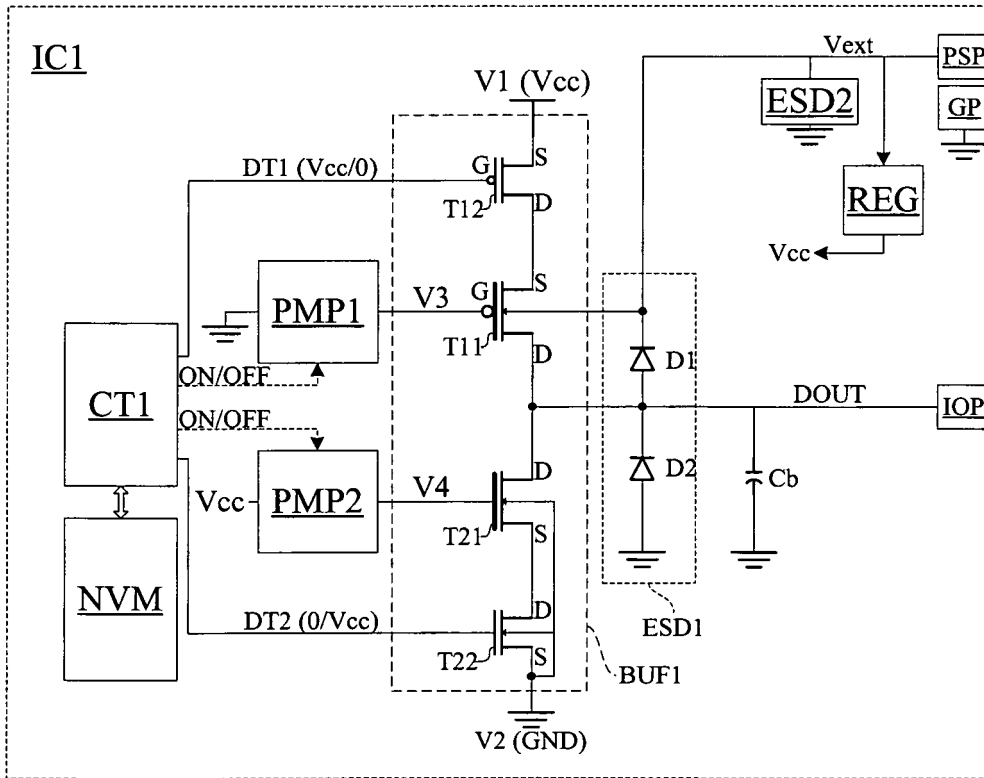 IC1
Vext
PSP
ESD2
GP
V1 (Vcc)
REG
Vcc
DT1 (Vcc/0)
G
S
T12
D
S
G
PMP1
V3
T11
D
D1
ON/OFF
CT1
ON/OFF
DOUT
IOP
D
D2
Cb
Vcc
PMP2
V4
T21
S
NVM
D
DT2 (0/Vcc)
T22
S
ESD1
BUF1
V2 (GND)